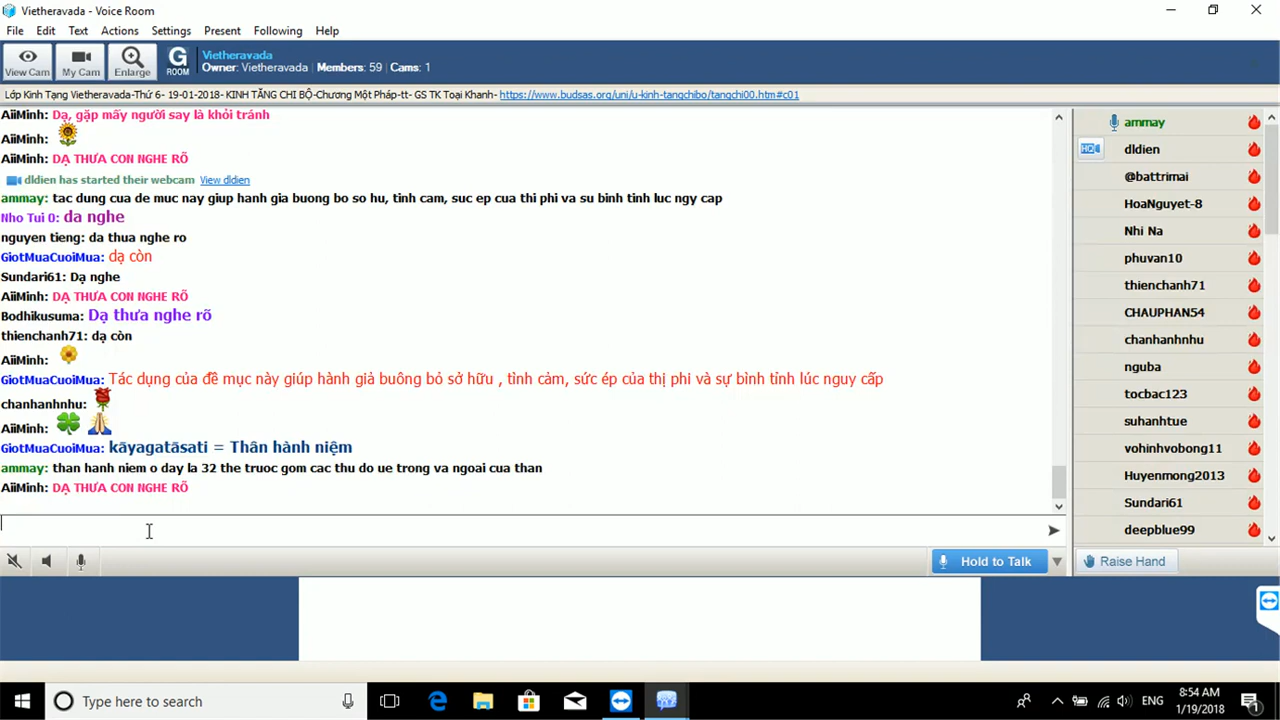 Vietheravada - Voice Room
File Edit Text Actions Settings Present Following Help
View Cam My Cam Enlarge G ROOM Vietheravada
Owner: Vietheravada | Members: 59 | Cams: 1
Lớp Kinh Tạng Vietheravada-Thứ 6- 19-01-2018- KINH TĂNG CHI BỘ-Chương Một Pháp-tt- GS TK Toại Khanh- https://www.budsas.org/uni/u-kinh-tangchibo/tangchi00.htm#c01
AiiMinh: Dạ, gặp mấy người say là khỏi tránh
AiiMinh:
AiiMinh: DẠ THƯA CON NGHE RÕ
dldien has started their webcam View dldien
ammay: tac dung cua de muc nay giup hanh gia buong bo so hu, tinh cam, suc ep cua thi phi va su binh tinh luc ngy cap
Nho Tui 0: da nghe
nguyen tieng: da thua nghe ro
GiotMuaCuoiMua: dạ còn
Sundari61: Dạ nghe
AiiMinh: DẠ THƯA CON NGHE RÕ
Bodhikusuma: Dạ thưa nghe rõ
thienchanh71: dạ còn
AiiMinh:
GiotMuaCuoiMua: Tác dụng của đề mục này giúp hành giả buông bỏ sở hữu , tình cảm, sức ép của thị phi và sự bình tĩnh lúc nguy cấp
chanhanhnhu:
AiiMinh:
GiotMuaCuoiMua: kāyagatāsati = Thân hành niệm
ammay: than hanh niem o day la 32 the truoc gom cac thu do ue trong va ngoai cua than
AiiMinh: DẠ THƯA CON NGHE RÕ
ammay
HQ dldien
@battrimai
HoaNguyet-8
Nhi Na
phuvan10
thienchanh71
CHAUPHAN54
chanhanhnhu
nguba
tocbac123
suhanhtue
vohinhvobong11
Huyenmong2013
Sundari61
deepblue99
Hold to Talk
Raise Hand
Type here to search
ENG
8:54 AM
1/19/2018
1